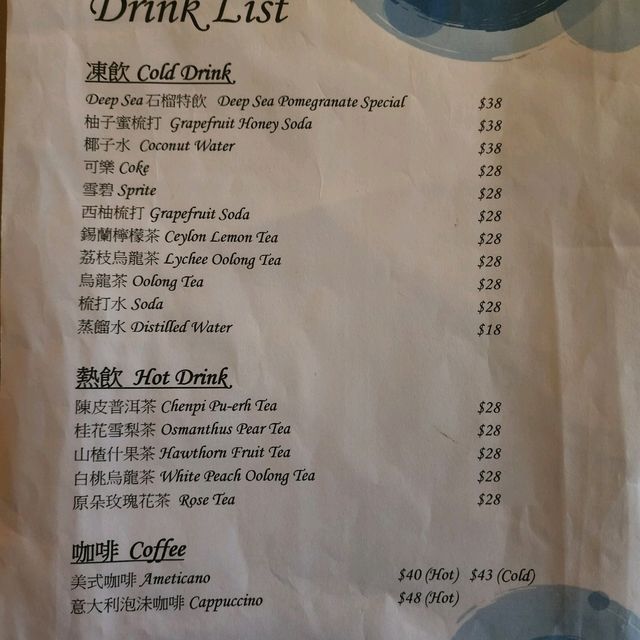 Drink List
凍飲 Cold Drink
Deep Sea 石榴特飲 Deep Sea Pomegranate Special $38
柚子蜜梳打 Grapefruit Honey Soda $38
椰子水 Coconut Water $38
可樂 Coke $28
雪碧 Sprite $28
西柚梳打 Grapefruit Soda $28
錫蘭檸檬茶 Ceylon Lemon Tea $28
荔枝烏龍茶 Lychee Oolong Tea $28
烏龍茶 Oolong Tea $28
梳打水 Soda $28
蒸餾水 Distilled Water $18
熱飲 Hot Drink
陳皮普洱茶 Chenpi Pu-erh Tea $28
桂花雪梨茶 Osmanthus Pear Tea $28
山楂什果茶 Hawthorn Fruit Tea $28
白桃烏龍茶 White Peach Oolong Tea $28
原朵玫瑰花茶 Rose Tea $28
咖啡 Coffee
美式咖啡 Ameticano $40 (Hot) $43 (Cold)
意大利泡沬咖啡 Cappuccino $48 (Hot)